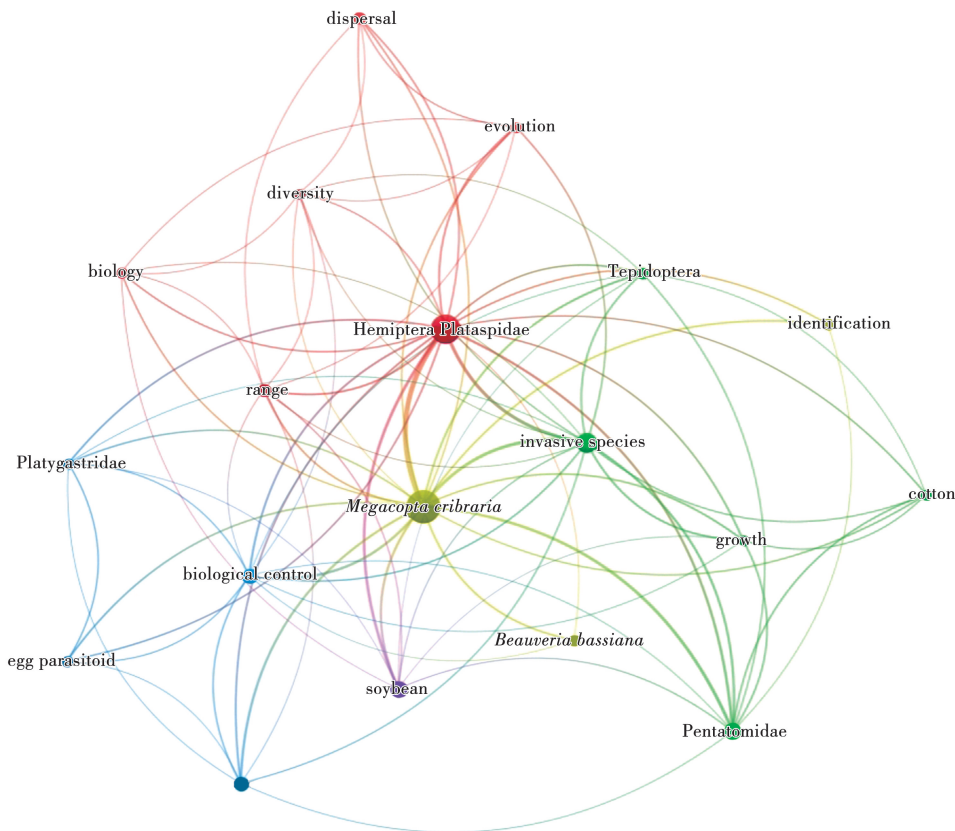 dispersal
evolution
diversity
biology
Tepidoptera
identification
Hemiptera Plataspidae
range
invasive species
Platygastridae
cotton
Megacopta cribraria
growth
biological control
Beauveria bassiana
egg parasitoid
soybean
Pentatomidae